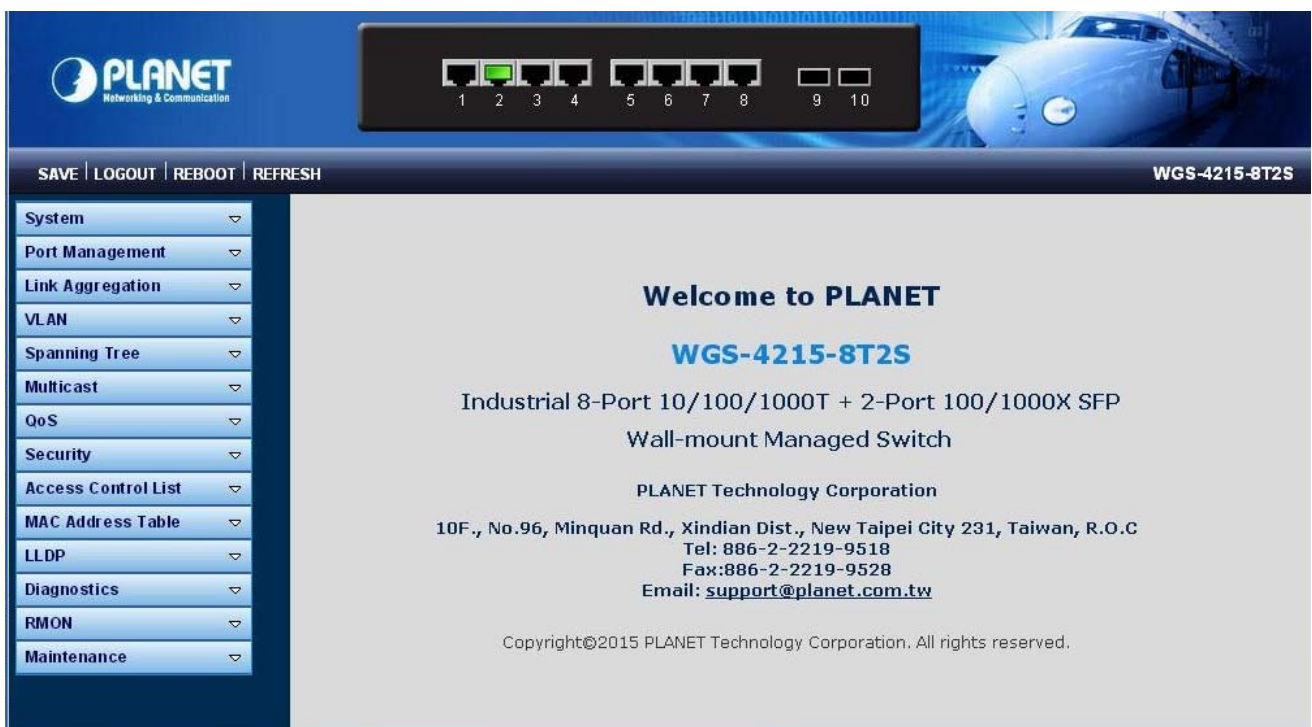 PLANET
Networking & Communication
1 2 3 4 5 6 7 8 9 10
SAVE | LOGOUT | REBOOT | REFRESH
WGS-4215-8T2S
System
Port Management
Link Aggregation
VLAN
Spanning Tree
Multicast
QoS
Security
Access Control List
MAC Address Table
LLDP
Diagnostics
RMON
Maintenance
Welcome to PLANET
WGS-4215-8T2S
Industrial 8-Port 10/100/1000T + 2-Port 100/1000X SFP
Wall-mount Managed Switch
PLANET Technology Corporation
10F., No.96, Minquan Rd., Xindian Dist., New Taipei City 231, Taiwan, R.O.C
Tel: 886-2-2219-9518
Fax:886-2-2219-9528
Email: support@planet.com.tw
Copyright©2015 PLANET Technology Corporation. All rights reserved.